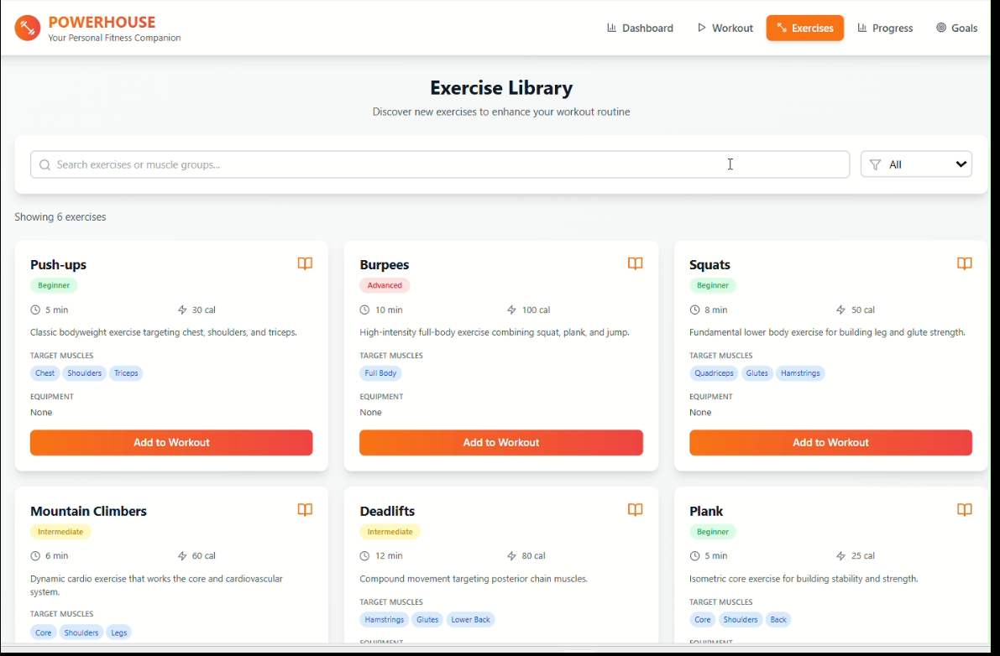 POWERHOUSE
Your Personal Fitness Companion
Dashboard
Workout
Exercises
Progress
Goals
Exercise Library
Discover new exercises to enhance your workout routine
Search exercises or muscle groups...
All
Showing 6 exercises
Push-ups
Beginner
5 min
30 cal
Classic bodyweight exercise targeting chest, shoulders, and triceps.
TARGET MUSCLES
Chest Shoulders Triceps
EQUIPMENT
None
Add to Workout
Burpees
Advanced
10 min
100 cal
High-intensity full-body exercise combining squat, plank, and jump.
TARGET MUSCLES
Full Body
EQUIPMENT
None
Add to Workout
Squats
Beginner
8 min
50 cal
Fundamental lower body exercise for building leg and glute strength.
TARGET MUSCLES
Quadriceps Glutes Hamstrings
EQUIPMENT
None
Add to Workout
Mountain Climbers
Intermediate
6 min
60 cal
Dynamic cardio exercise that works the core and cardiovascular
system.
TARGET MUSCLES
Core Shoulders Legs
Deadlifts
Intermediate
12 min
80 cal
Compound movement targeting posterior chain muscles.
TARGET MUSCLES
Hamstrings Glutes Lower Back
EQUIPMENT
Plank
Beginner
5 min
25 cal
Isometric core exercise for building stability and strength.
TARGET MUSCLES
Core Shoulders Back
EQUIPMENT